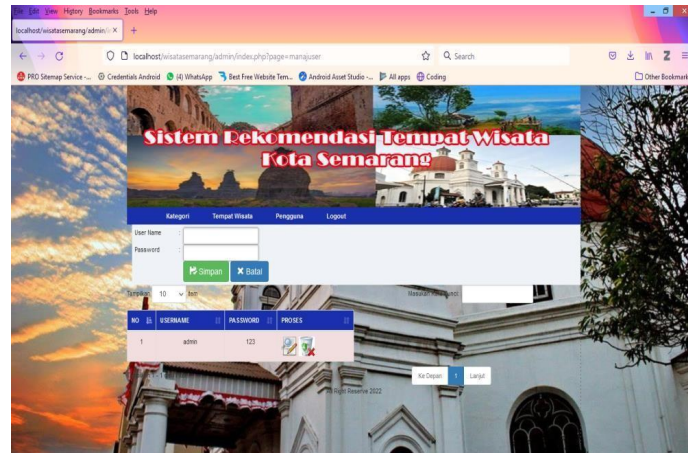 File Edit View History Bookmarks Tools Help
localhost/wisatasemarang/admin/
localhost/wisatasemarang/admin/index.php?page=manajuser
Search
PRO Sitemap Service -...
Credentials Android
(4) WhatsApp
Best Free Website Tem...
Android Asset Studio -...
All apps
Coding
Other Bookmark
Sistem Rekomendasi Tempat Wisata
Kota Semarang
Kategori Tempat Wisata Pengguna Logout
User Name :
Password :
Simpan Batal
Tampilkan 10 item
Masukan Kata Kunci
NO USERNAME PASSWORD PROSES
1 admin 123
Ke Depan 1 Lanjut
All Right Reserve 2022